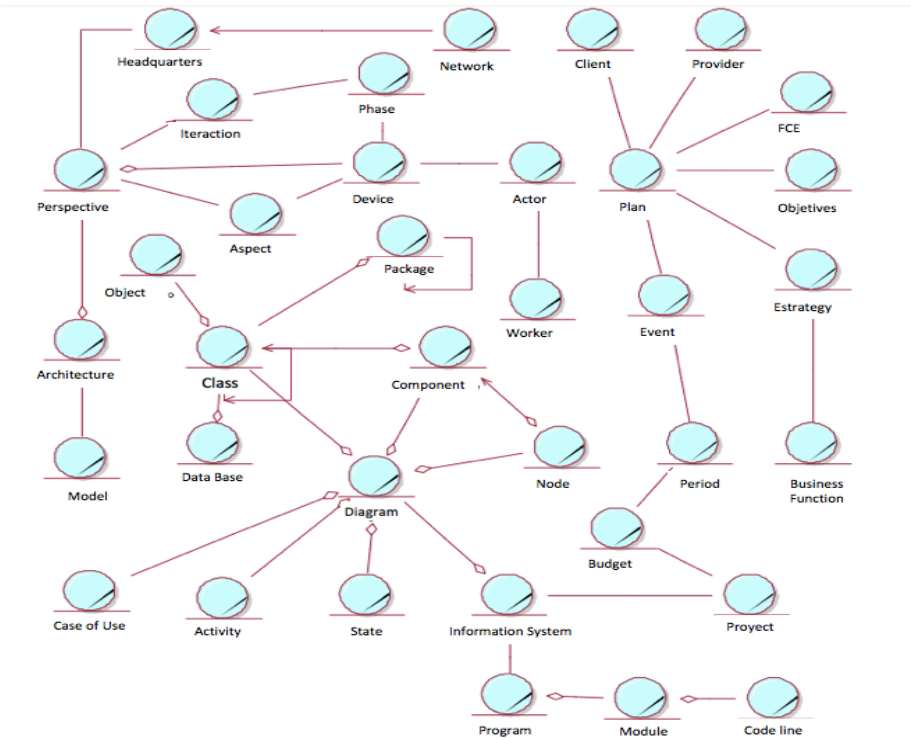 Headquarters
Network
Client
Provider
Iteraction
Phase
FCE
Perspective
Device
Actor
Plan
Objetives
Aspect
Package
Object
Estrategy
Worker
Event
Architecture
Class
Component
Data Base
Node
Period
Business
Function
Model
Diagram
Budget
Case of Use
Activity
State
Information System
Proyect
Program
Module
Code line